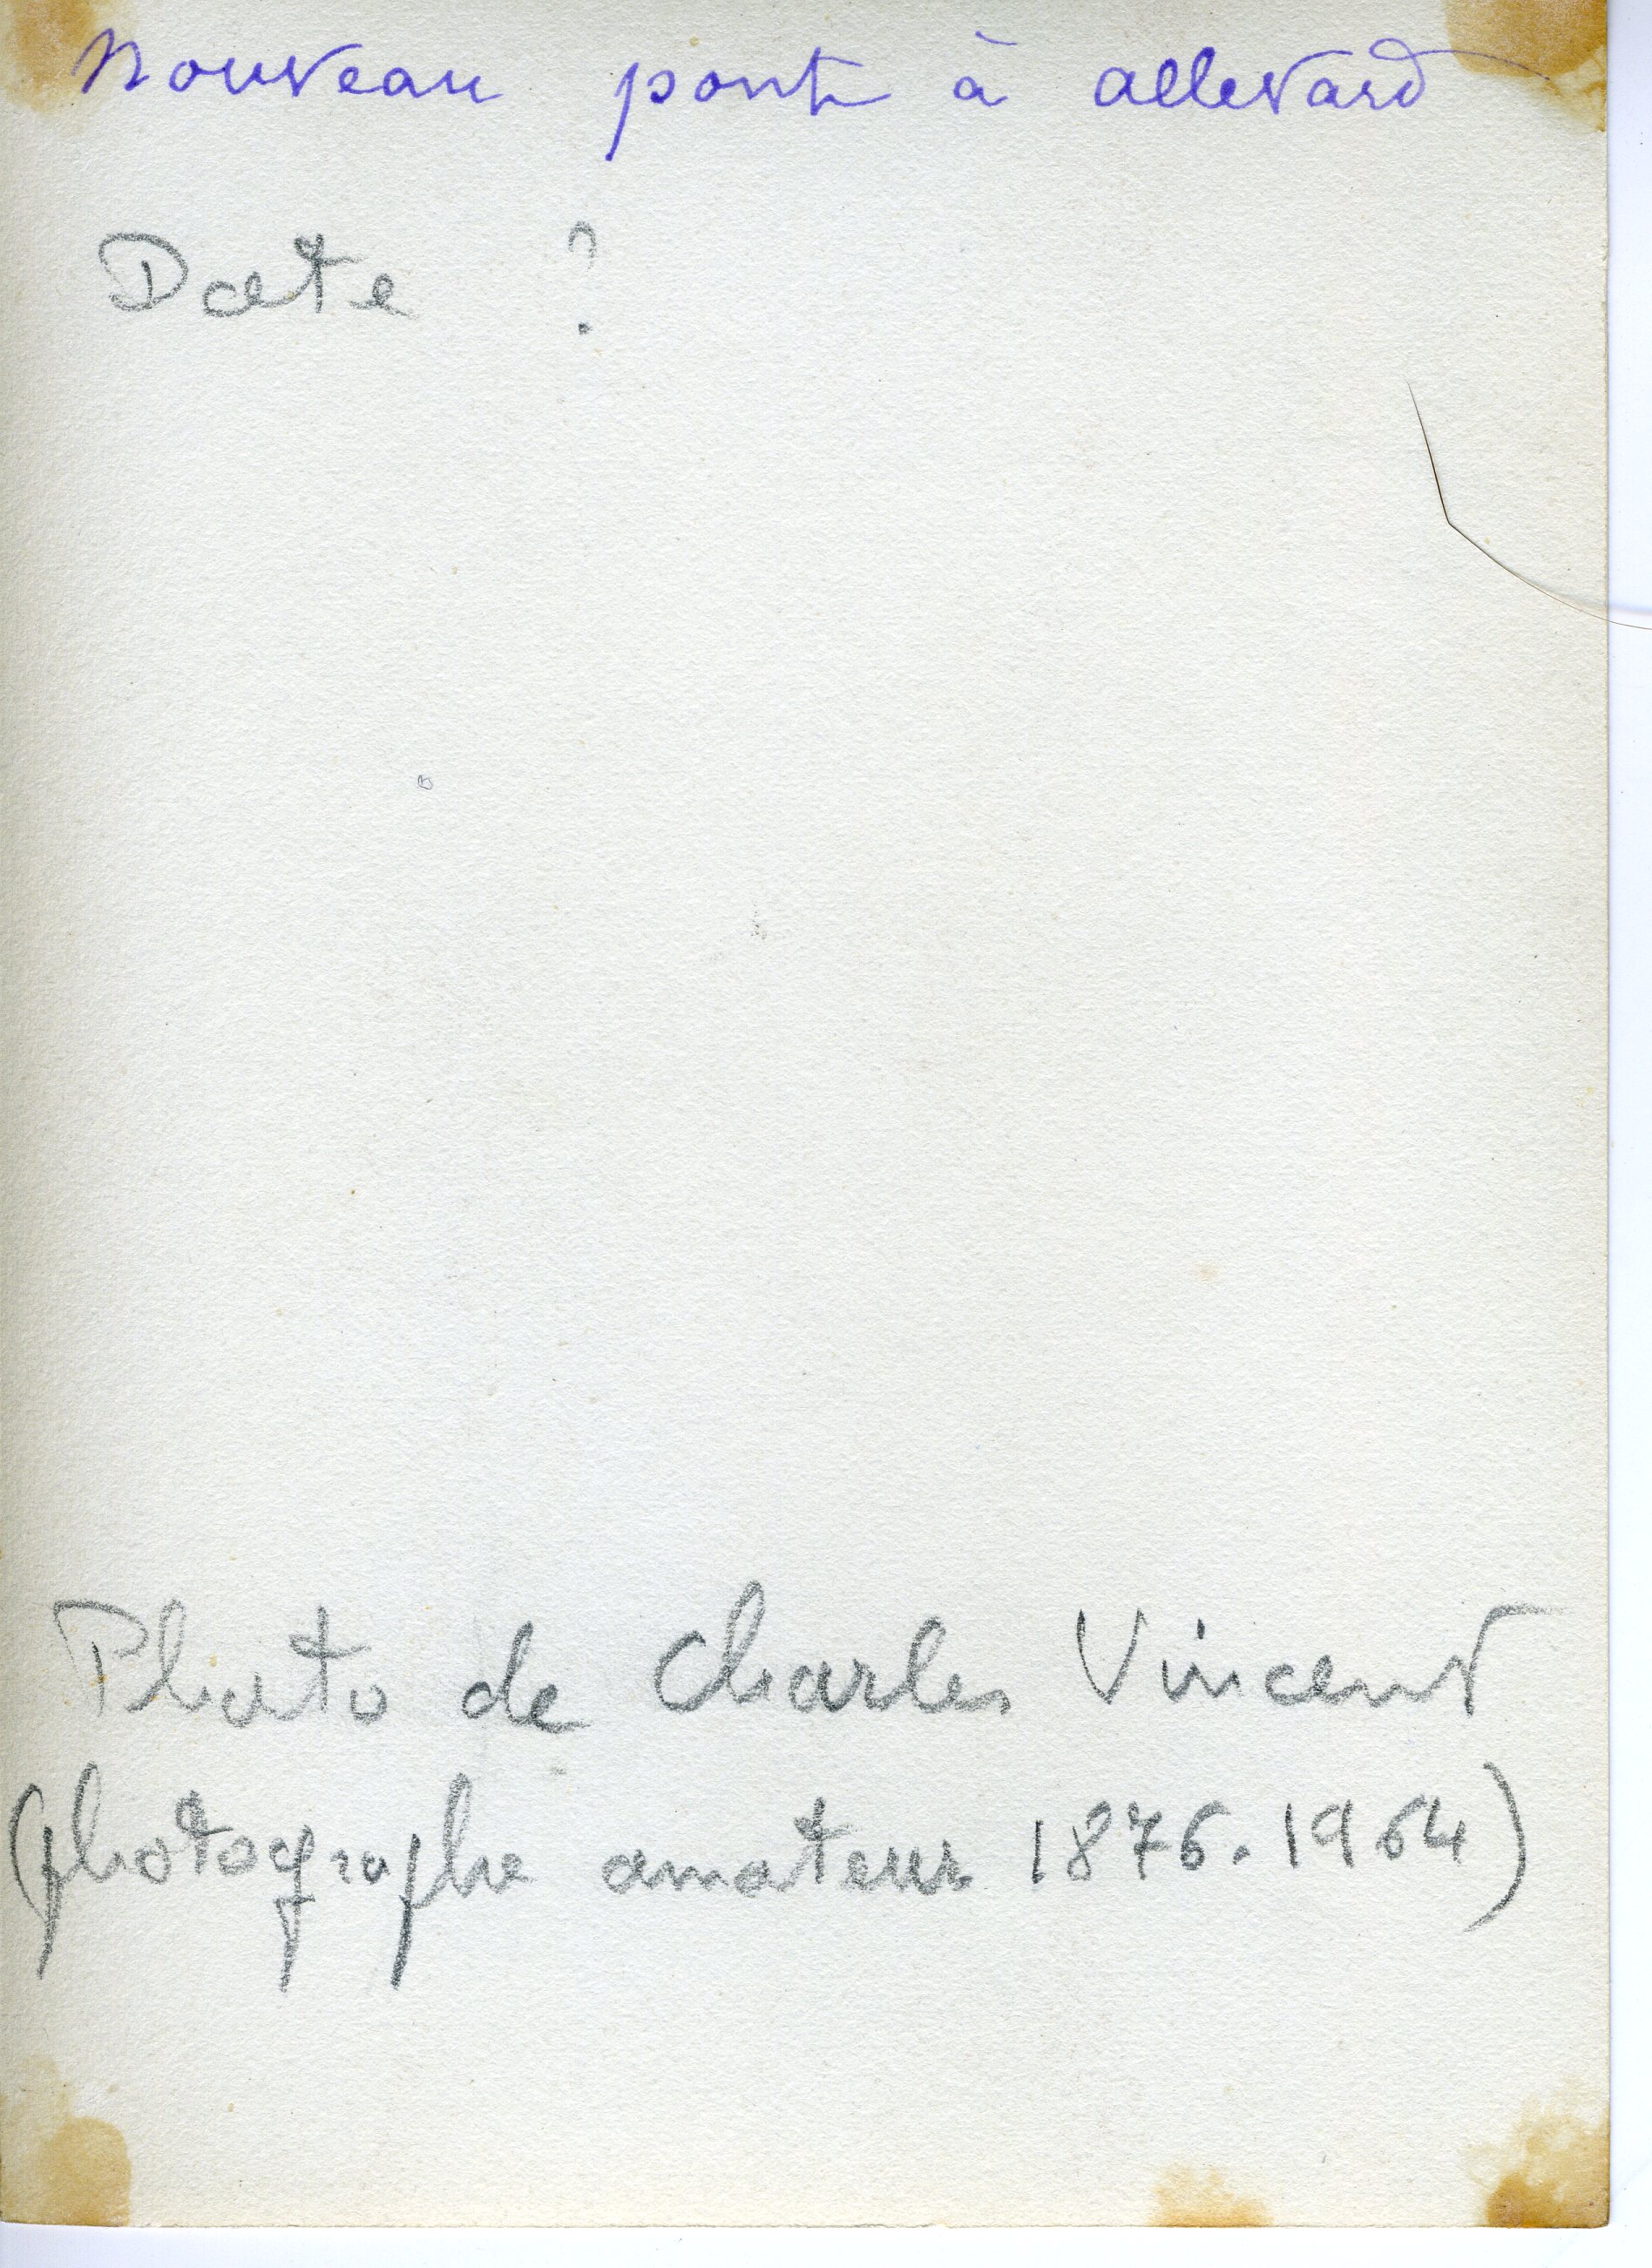 Nouveau pont à allevard
Date ?
Photo de Charles Vincent
(photographe amateur 1876.1964)